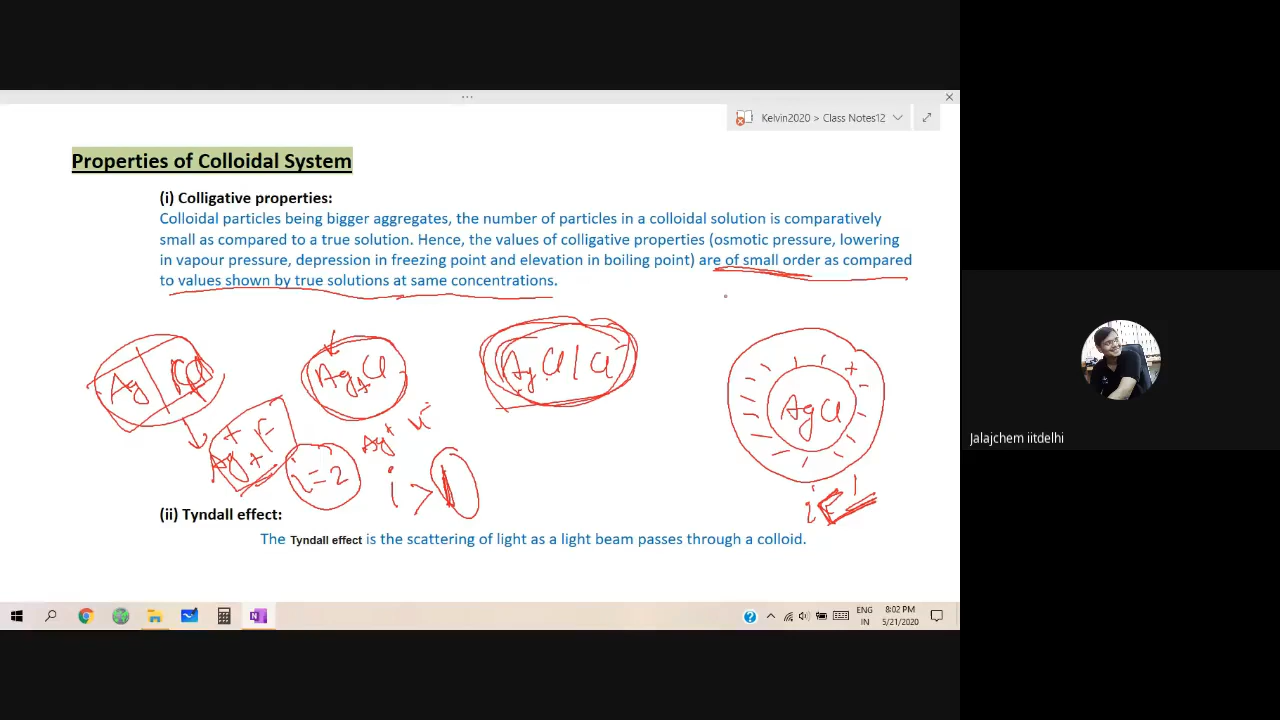 Kelvin2020 > Class Notes12
Properties of Colloidal System
(i) Colligative properties:
Colloidal particles being bigger aggregates, the number of particles in a colloidal solution is comparatively
small as compared to a true solution. Hence, the values of colligative properties (osmotic pressure, lowering
in vapour pressure, depression in freezing point and elevation in boiling point) are of small order as compared
to values shown by true solutions at same concentrations.
Ag
AgCl
AgCl / Cl⁻
AgCl
Ag⁺ F⁻
i = 2
Ag⁺
i > 1
(ii) Tyndall effect:
The Tyndall effect is the scattering of light as a light beam passes through a colloid.
Jalajchem iitdelhi
ENG
IN
8:02 PM
5/21/2020